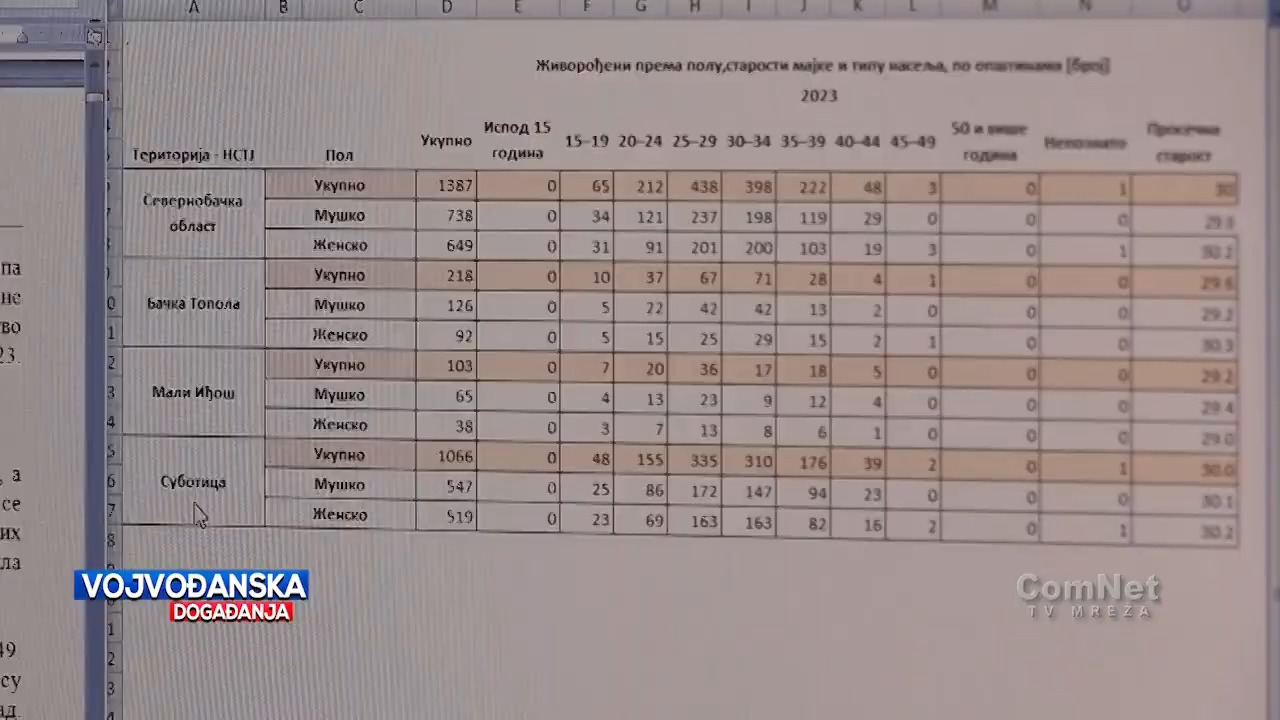 A B C D E F G H I J K L M N O
Живорођени према полу,старости мајке и типу насеља, по општинама [број]
2023
Територија - НСТЈ Пол Укупно Испод 15 година 15–19 20–24 25–29 30–34 35–39 40–44 45–49 50 и више година Непознато Просечна старост
Севернобачка област Укупно 1387 0 65 212 438 398 222 48 3 0 1 30
Мушко 738 0 34 121 237 198 119 29 0 0 0 29.8
Женско 649 0 31 91 201 200 103 19 3 0 1 30.2
Бачка Топола Укупно 218 0 10 37 67 71 28 4 1 0 0 29.6
Мушко 126 0 5 22 42 42 13 2 0 0 0 29.2
Женско 92 0 5 15 25 29 15 2 1 0 0 30.3
Мали Иђош Укупно 103 0 7 20 36 17 18 5 0 0 0 29.2
Мушко 65 0 4 13 23 9 12 4 0 0 0 29.4
Женско 38 0 3 7 13 8 6 1 0 0 0 29.0
Суботица Укупно 1066 0 48 155 335 310 176 39 2 0 1 30.0
Мушко 547 0 25 86 172 147 94 23 0 0 0 30.1
Женско 519 0 23 69 163 163 82 16 2 0 1 30.2
па
не
во
23.
, а
се
их
ла
49
су
ад.
VOJVOĐANSKA
DOGAĐANJA
ComNet
TV MREŽA